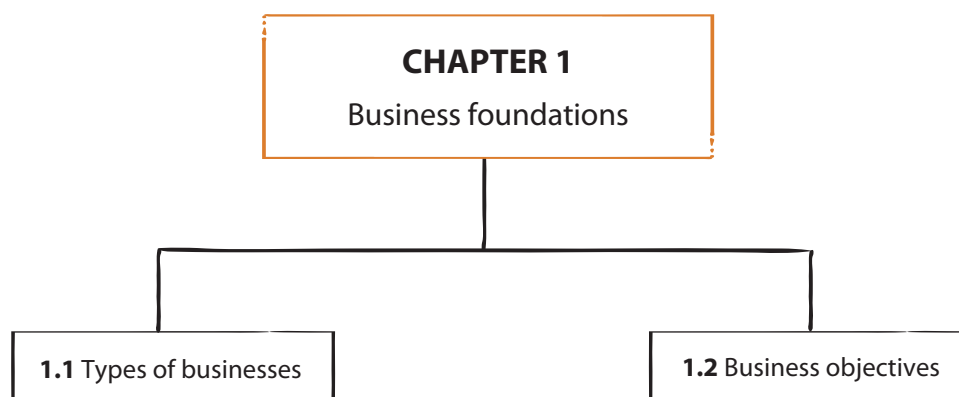 CHAPTER 1
Business foundations
1.1 Types of businesses
1.2 Business objectives